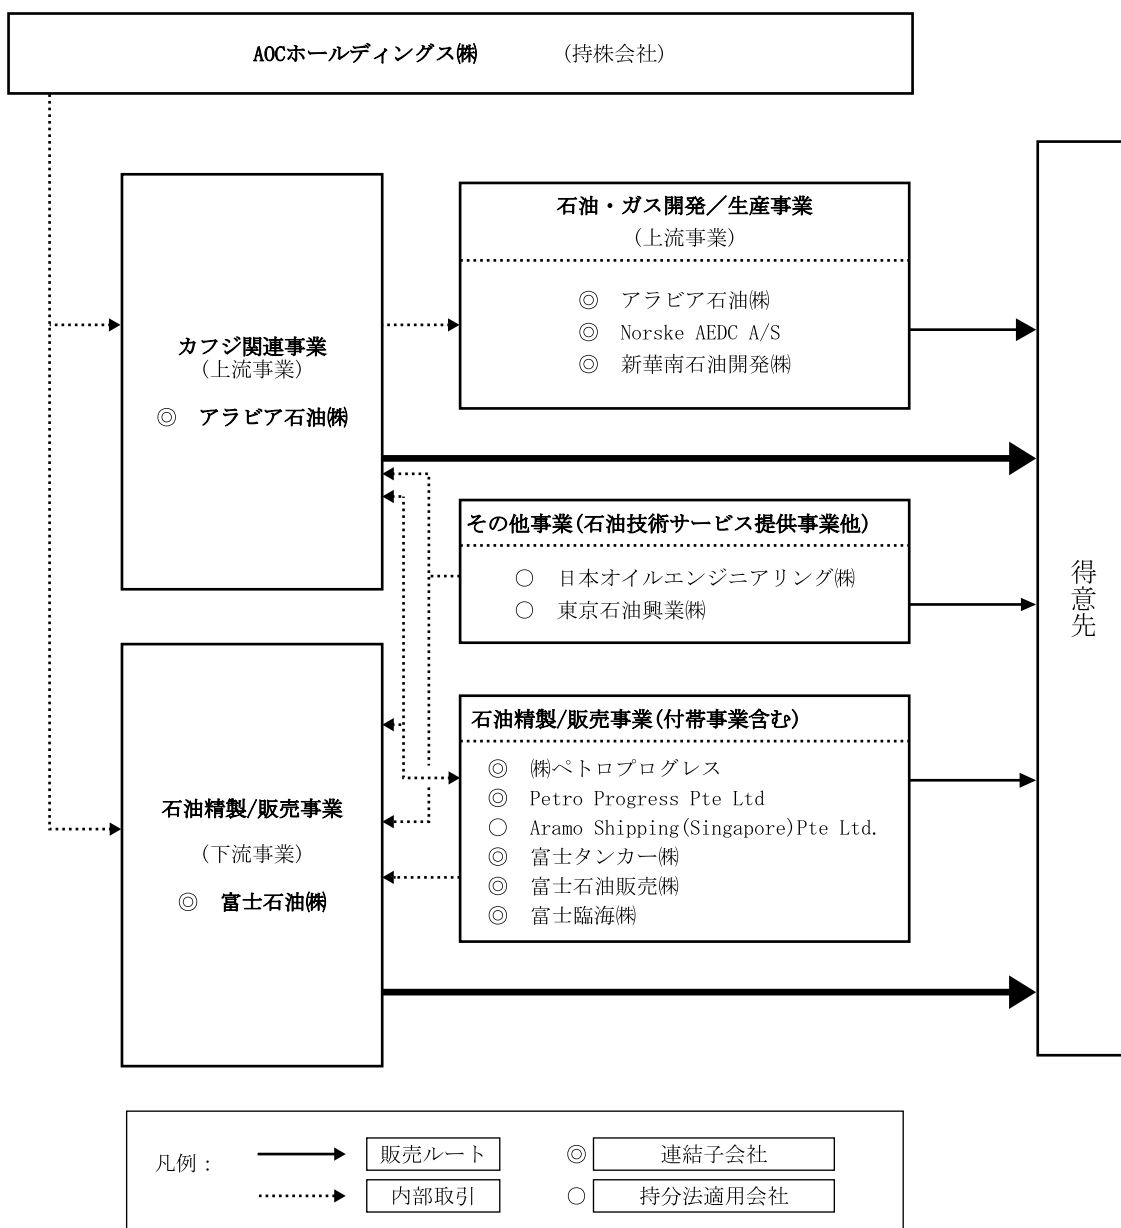 AOCホールディングス㈱ (持株会社)
カフジ関連事業
(上流事業)
◎ アラビア石油㈱
石油・ガス開発／生産事業
(上流事業)
◎ アラビア石油㈱
◎ Norske AEDC A/S
◎ 新華南石油開発㈱
その他事業(石油技術サービス提供事業他)
○ 日本オイルエンジニアリング㈱
○ 東京石油興業㈱
石油精製/販売事業
(下流事業)
◎ 富士石油㈱
石油精製/販売事業(付帯事業含む)
◎ ㈱ペトロプログレス
◎ Petro Progress Pte Ltd
○ Aramo Shipping(Singapore)Pte Ltd.
◎ 富士タンカー㈱
◎ 富士石油販売㈱
◎ 富士臨海㈱
得意先
凡例：
販売ルート
◎ 連結子会社
内部取引
○ 持分法適用会社